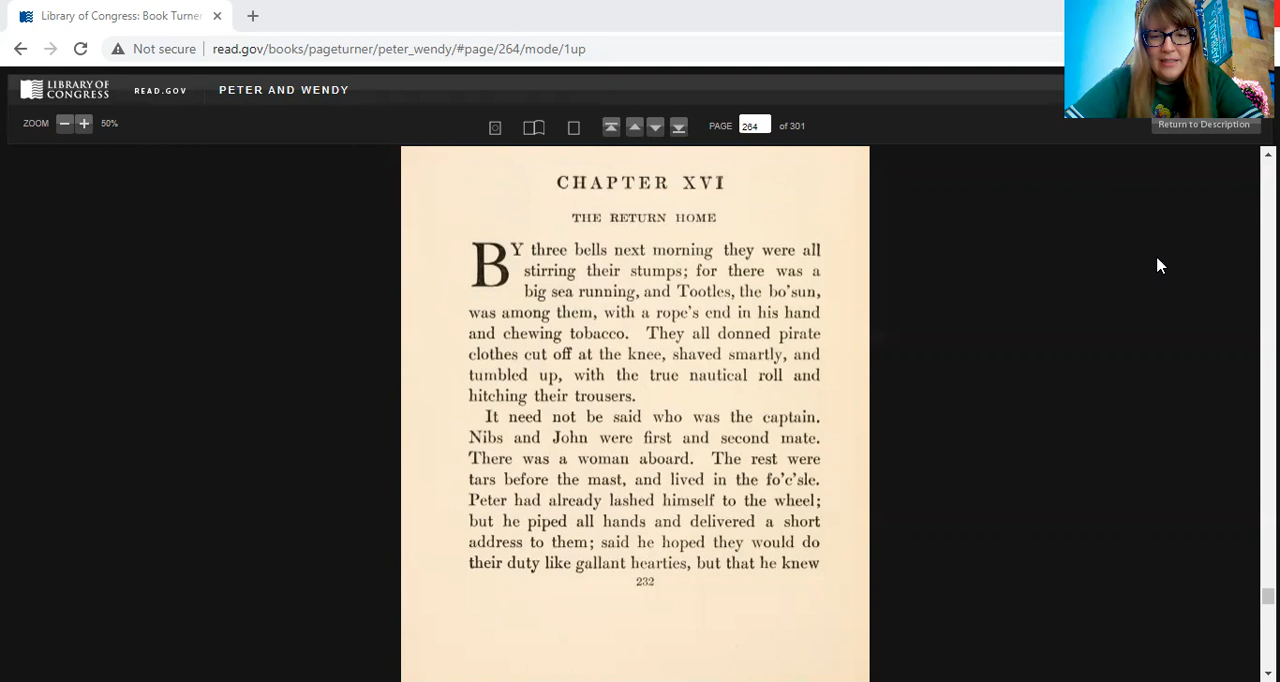 Library of Congress: Book Turner
Not secure
read.gov/books/pageturner/peter_wendy/#page/264/mode/1up
LIBRARY OF CONGRESS
READ.GOV
PETER AND WENDY
ZOOM
50%
PAGE 264 of 301
Return to Description
CHAPTER XVI
THE RETURN HOME
BY three bells next morning they were all
stirring their stumps; for there was a
big sea running, and Tootles, the bo'sun,
was among them, with a rope's end in his hand
and chewing tobacco. They all donned pirate
clothes cut off at the knee, shaved smartly, and
tumbled up, with the true nautical roll and
hitching their trousers.
It need not be said who was the captain.
Nibs and John were first and second mate.
There was a woman aboard. The rest were
tars before the mast, and lived in the fo'c'sle.
Peter had already lashed himself to the wheel;
but he piped all hands and delivered a short
address to them; said he hoped they would do
their duty like gallant hearties, but that he knew
232